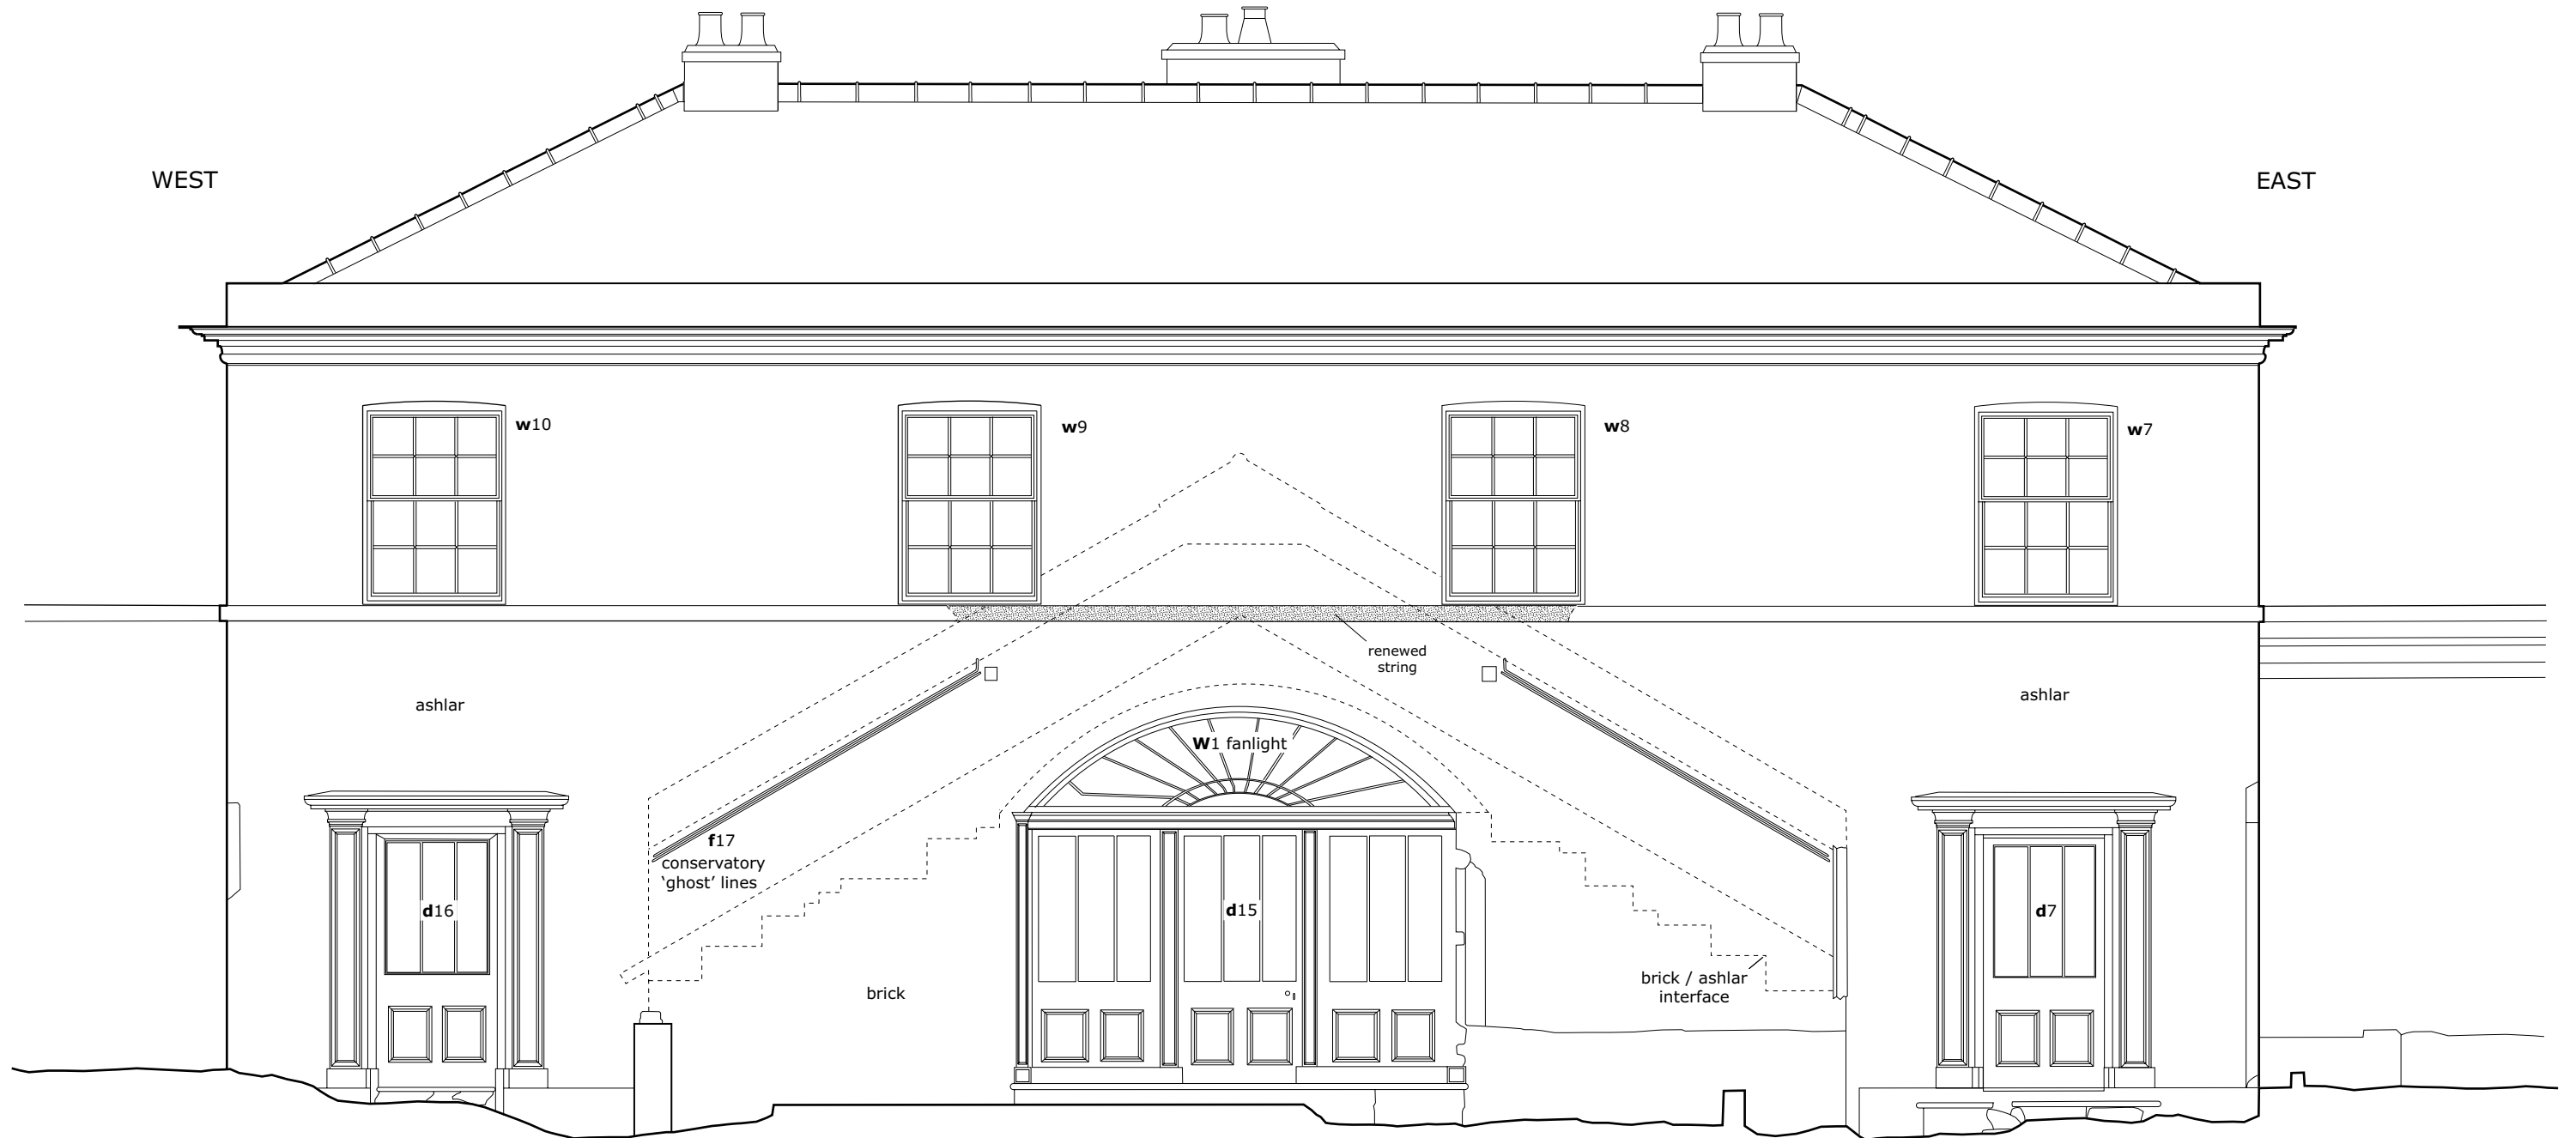 WEST
EAST
w10
w9
w8
w7
renewed
string
ashlar
ashlar
W1 fanlight
f17
conservatory
‘ghost’ lines
d16
d15
d7
brick
brick / ashlar
interface